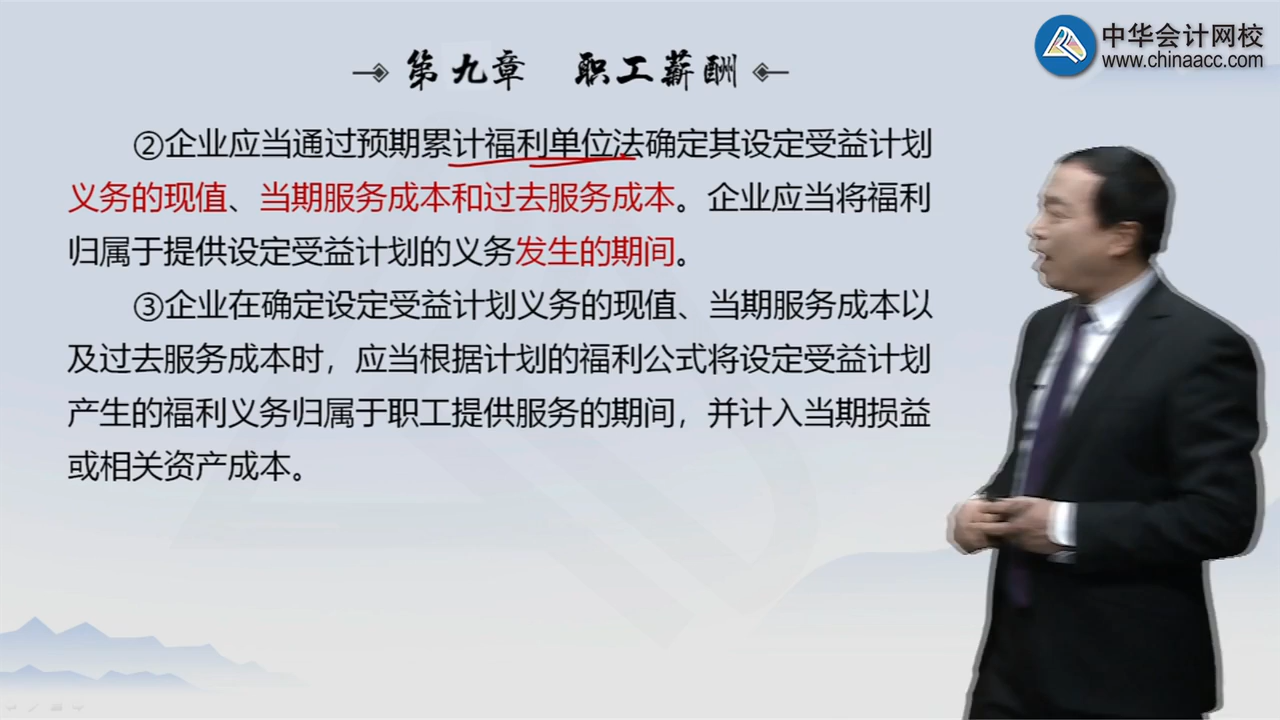 第九章 职工薪酬
中华会计网校
www.chinaacc.com
②企业应当通过预期累计福利单位法确定其设定受益计划
义务的现值、当期服务成本和过去服务成本。企业应当将福利
归属于提供设定受益计划的义务发生的期间。
③企业在确定设定受益计划义务的现值、当期服务成本以
及过去服务成本时，应当根据计划的福利公式将设定受益计划
产生的福利义务归属于职工提供服务的期间，并计入当期损益
或相关资产成本。